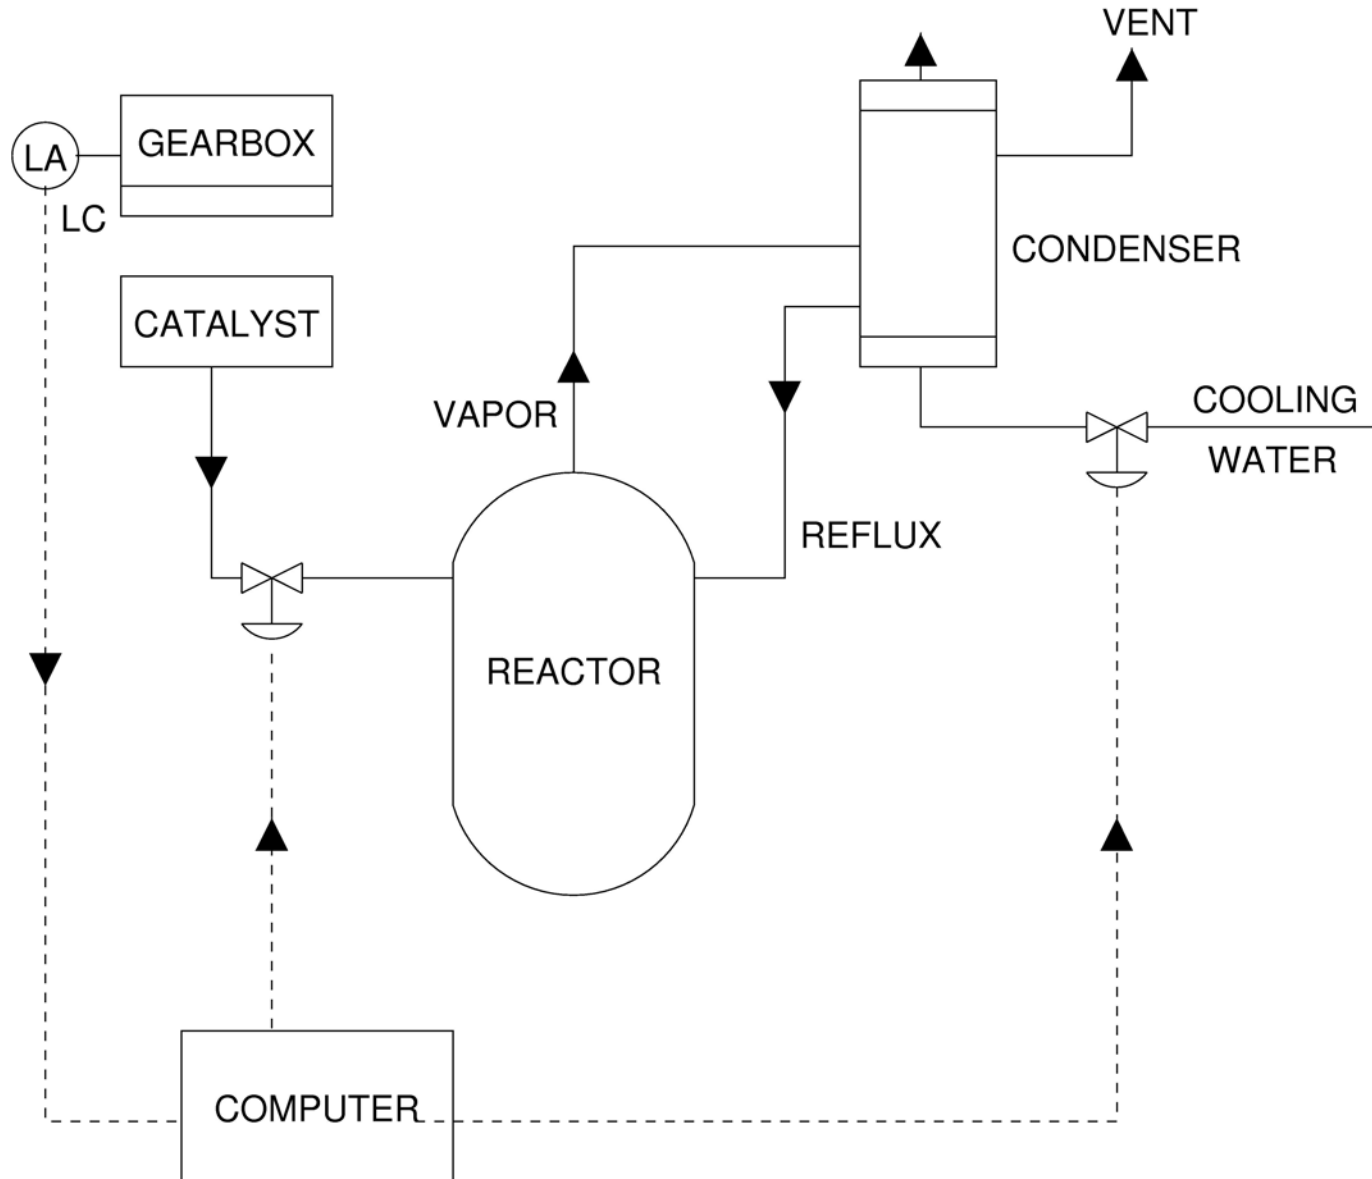 VENT
GEARBOX
LA
LC
CONDENSER
CATALYST
VAPOR
COOLING
WATER
REFLUX
REACTOR
COMPUTER